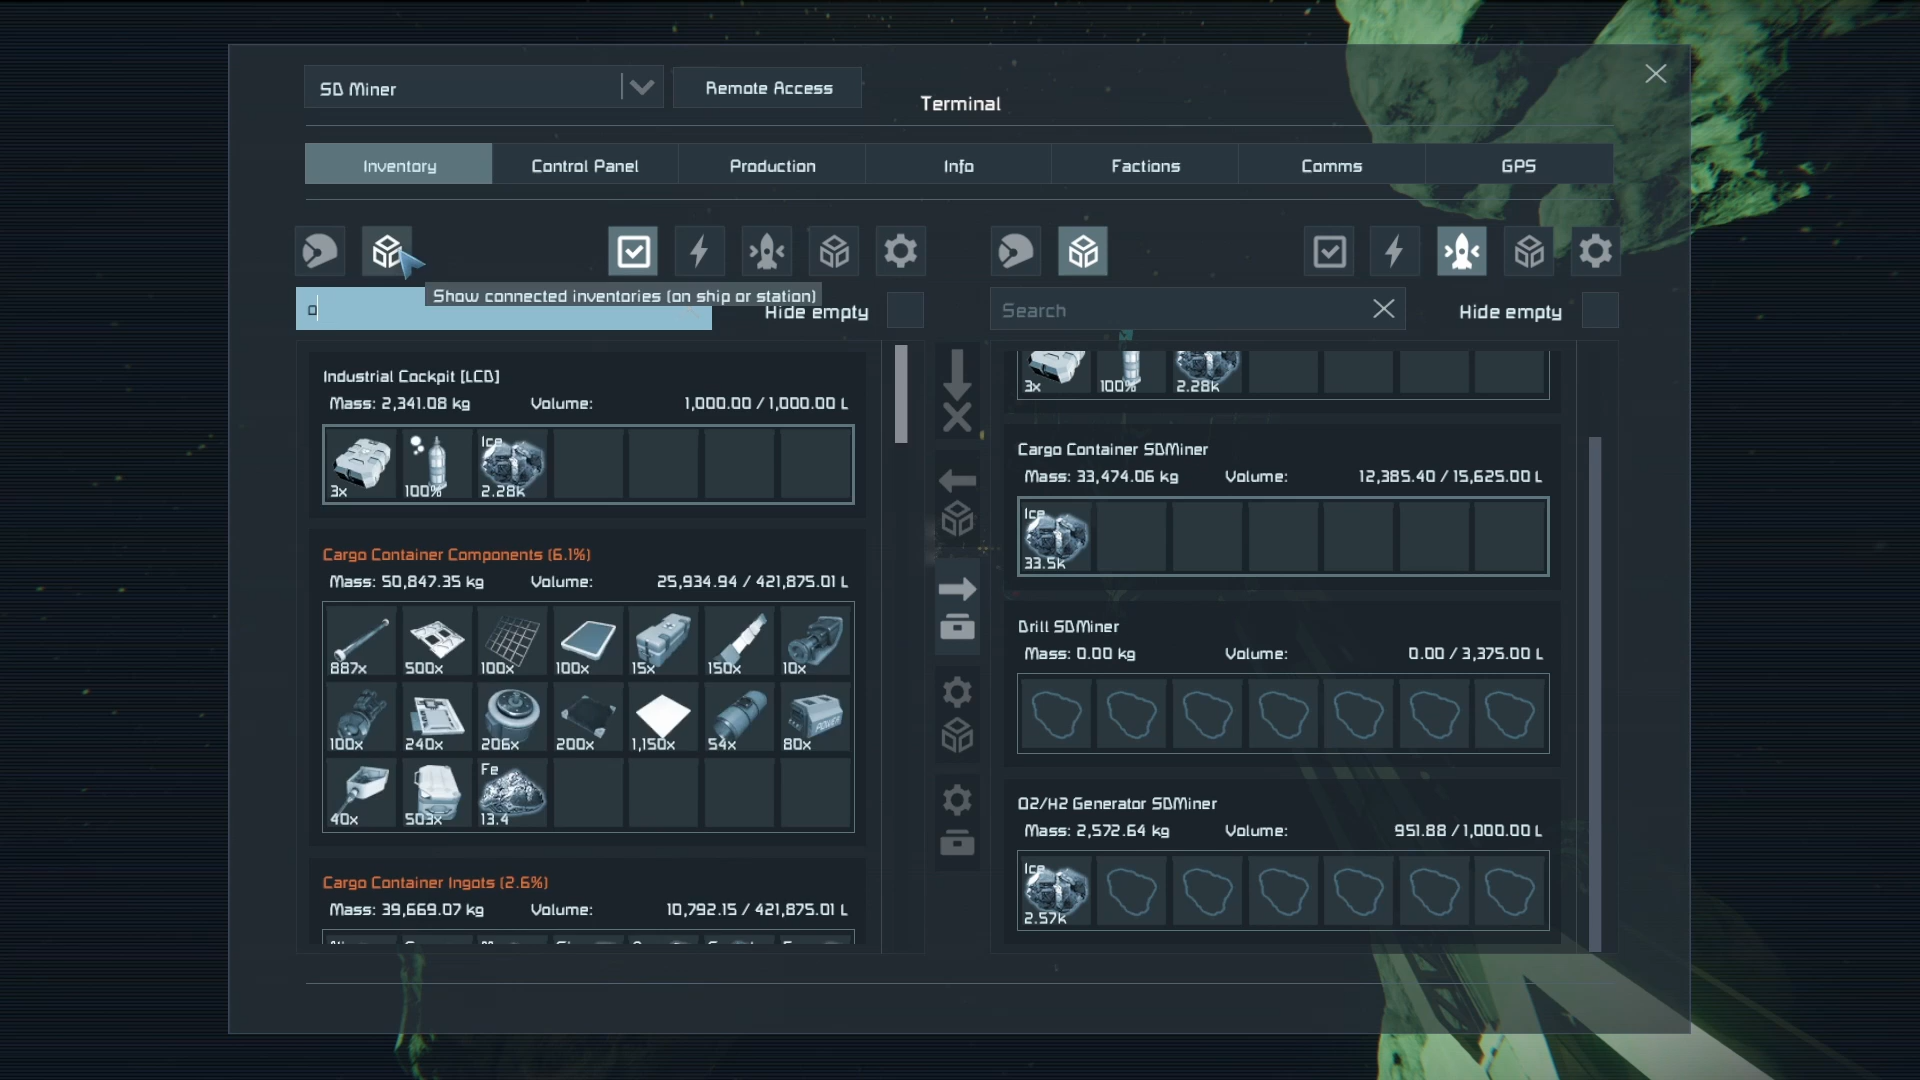 SD Miner
Remote Access
Terminal
Inventory
Control Panel
Production
Info
Factions
Comms
GPS
Show connected inventories (on ship or station)
o
Hide empty
Search
Hide empty
Industrial Cockpit [LCD]
Mass: 2,341.08 kg
Volume:
1,000.00 / 1,000.00 L
3x
100%
Ice
2.28k
Cargo Container Components (6.1%)
Mass: 50,847.35 kg
Volume:
25,934.94 / 421,875.01 L
887x
500x
100x
100x
15x
150x
10x
100x
240x
206x
200x
1,150x
54x
POWER
80x
40x
503x
Fe
13.4
Cargo Container Ingots (2.6%)
Mass: 39,669.07 kg
Volume:
10,792.15 / 421,875.01 L
3x
100%
2.28k
Cargo Container SDMiner
Mass: 33,474.06 kg
Volume:
12,385.40 / 15,625.00 L
Ice
33.5k
Drill SDMiner
Mass: 0.00 kg
Volume:
0.00 / 3,375.00 L
O2/H2 Generator SDMiner
Mass: 2,572.64 kg
Volume:
951.88 / 1,000.00 L
Ice
2.57k